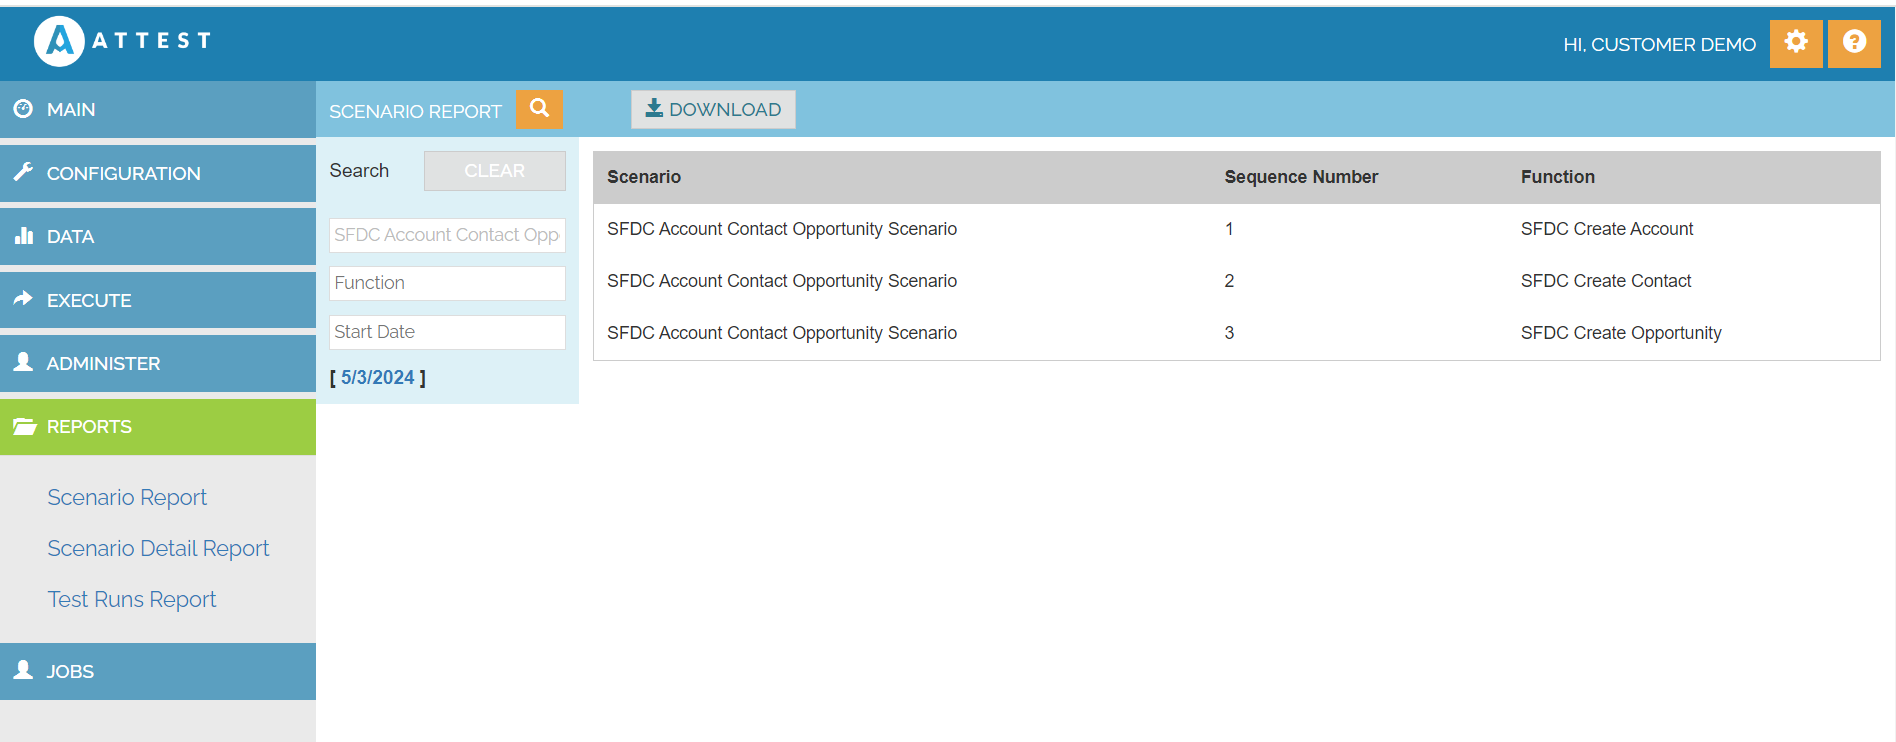 ATTEST
HI, CUSTOMER DEMO
MAIN
CONFIGURATION
DATA
EXECUTE
ADMINISTER
REPORTS
Scenario Report
Scenario Detail Report
Test Runs Report
JOBS
SCENARIO REPORT
DOWNLOAD
Search CLEAR
SFDC Account Contact Opp
Function
Start Date
[ 5/3/2024 ]
Scenario Sequence Number Function
SFDC Account Contact Opportunity Scenario 1 SFDC Create Account
SFDC Account Contact Opportunity Scenario 2 SFDC Create Contact
SFDC Account Contact Opportunity Scenario 3 SFDC Create Opportunity